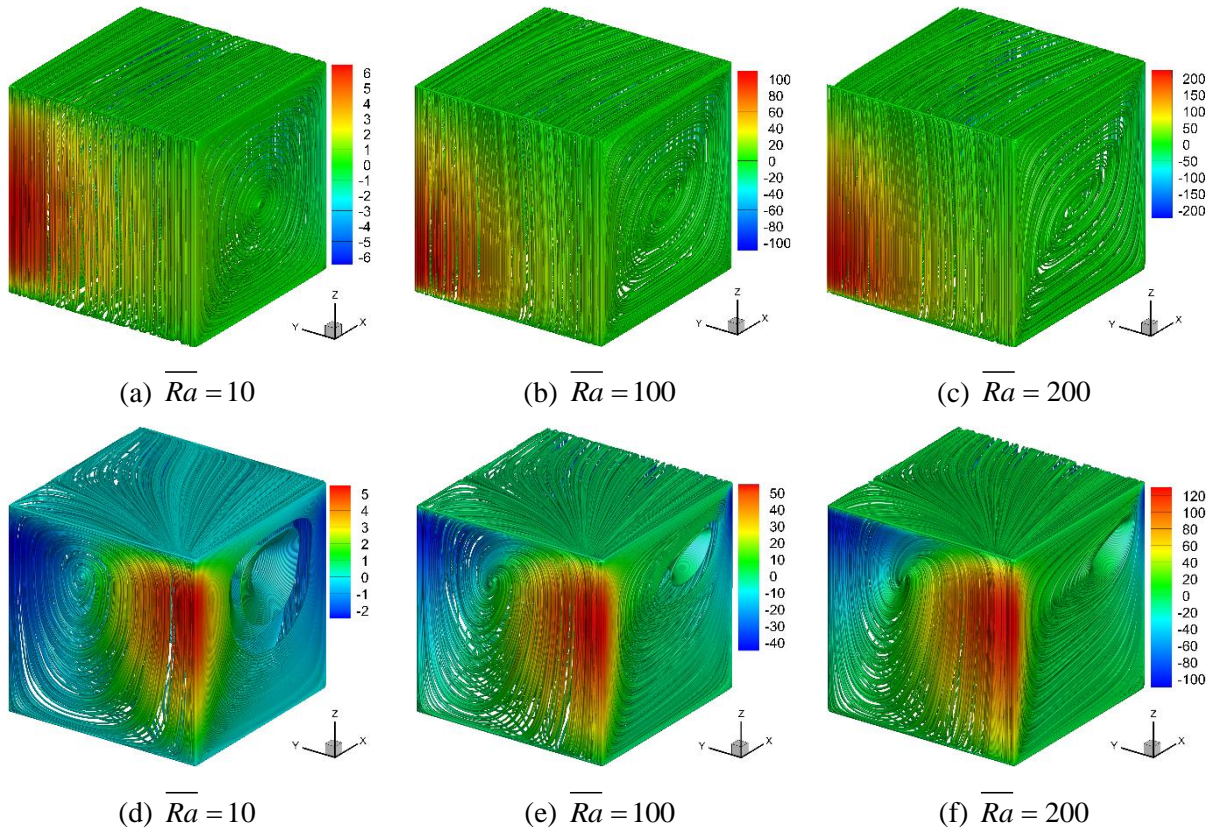 6
5
4
3
2
1
0
-1
-2
-3
-4
-5
-6
Z
Y
X
100
80
60
40
20
0
-20
-40
-60
-80
-100
Z
Y
X
200
150
100
50
0
-50
-100
-150
-200
Z
Y
X
(a) Ra = 10
(b) Ra = 100
(c) Ra = 200
5
4
3
2
1
0
-1
-2
Z
Y
X
50
40
30
20
10
0
-10
-20
-30
-40
Z
Y
X
120
100
80
60
40
20
0
-20
-40
-60
-80
-100
Z
Y
X
(d) Ra = 10
(e) Ra = 100
(f) Ra = 200